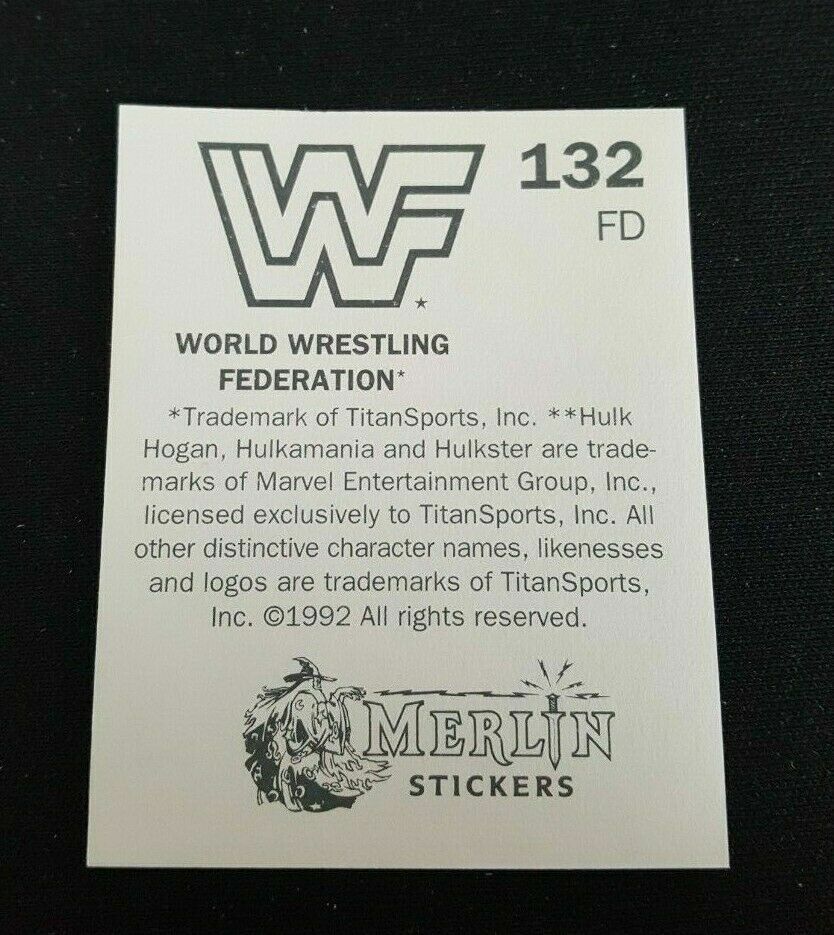 WF
132
FD
WORLD WRESTLING
FEDERATION*
*Trademark of TitanSports, Inc. **Hulk
Hogan, Hulkamania and Hulkster are trade-
marks of Marvel Entertainment Group, Inc.,
licensed exclusively to TitanSports, Inc. All
other distinctive character names, likenesses
and logos are trademarks of TitanSports,
Inc. ©1992 All rights reserved.
MERLIN
STICKERS